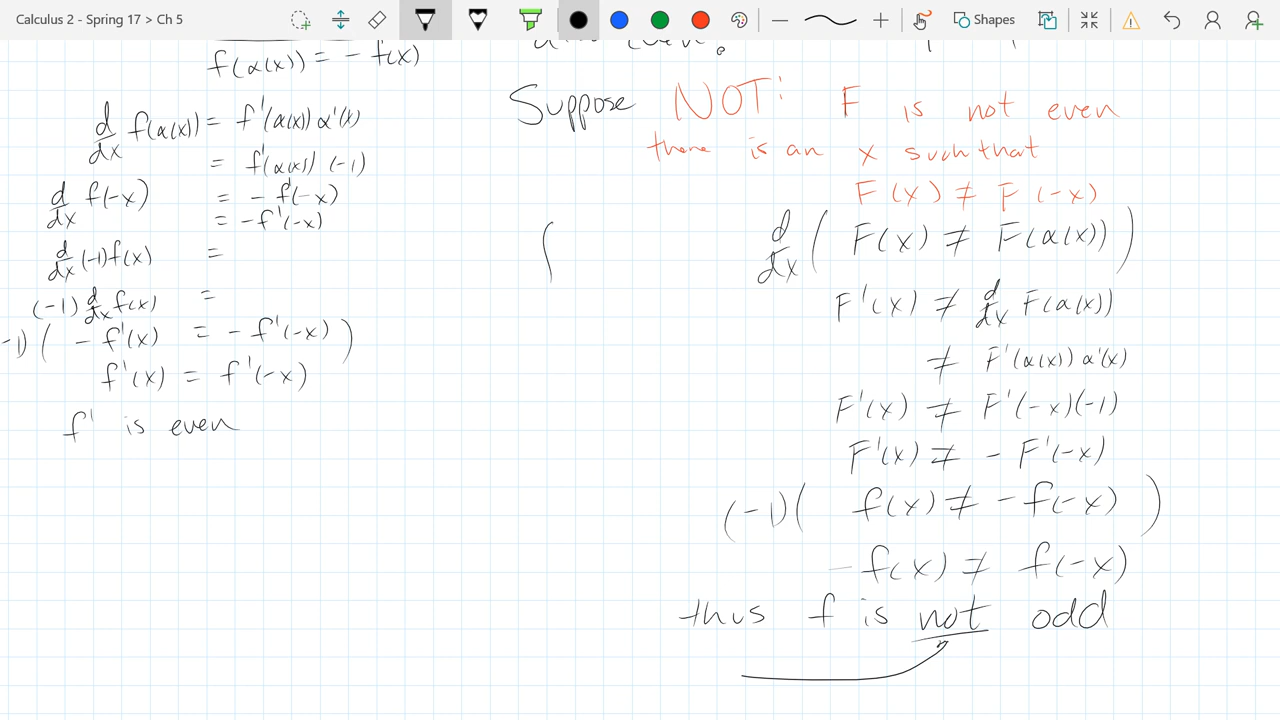 Calculus 2 - Spring 17 > Ch 5
Shapes
f(α(x)) = - f(x)
d/dx f(α(x)) = f'(α(x)) α'(x)
= f'(α(x)) (-1)
d/dx f(-x) = - f'(-x)
= -f'(-x)
d/dx (-1)f(x) =
(-1) d/dx f(x) =
-1) ( - f'(x) = - f'(-x) )
f'(x) = f'(-x)
f' is even
Suppose NOT: F is not even
there is an x such that
F(x) ≠ F(-x)
(
d/dx ( F(x) ≠ F(α(x)) )
F'(x) ≠ d/dx F(α(x))
≠ F'(α(x)) α'(x)
F'(x) ≠ F'(-x)(-1)
F'(x) ≠ - F'(-x)
(-1) ( f(x) ≠ - f(-x) )
- f(x) ≠ f(-x)
thus f is not odd